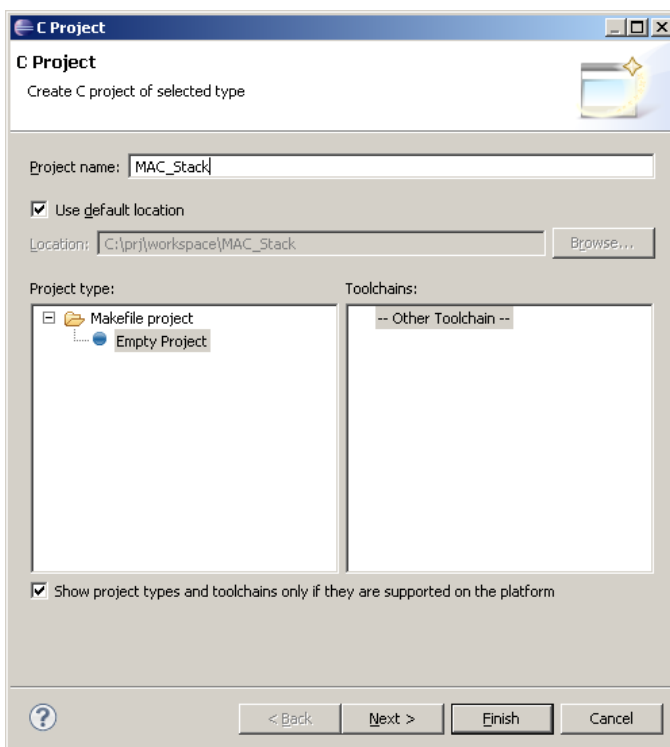 C Project
C Project
Create C project of selected type
Project name: MAC_Stack
Use default location
Location: C:\prj\workspace\MAC_Stack Browse...
Project type: Toolchains:
Makefile project -- Other Toolchain --
Empty Project
Show project types and toolchains only if they are supported on the platform
? < Back Next > Finish Cancel